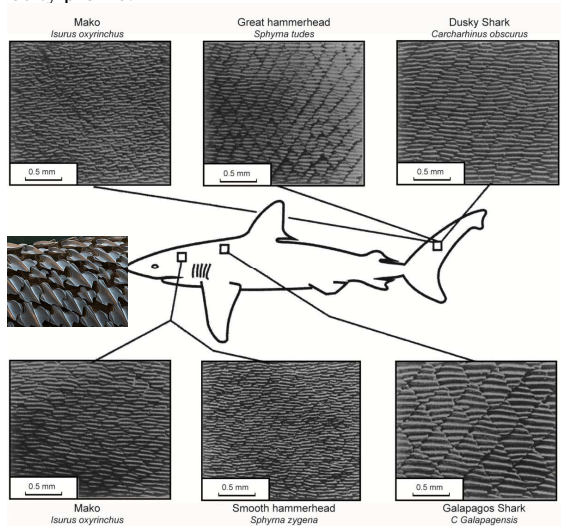 Mako
Isurus oxyrinchus
Great hammerhead
Sphyrna tudes
Dusky Shark
Carcharhinus obscurus
0.5 mm
0.5 mm
0.5 mm
0.5 mm
0.5 mm
0.5 mm
Mako
Isurus oxyrinchus
Smooth hammerhead
Sphyrna zygena
Galapagos Shark
C Galapagensis